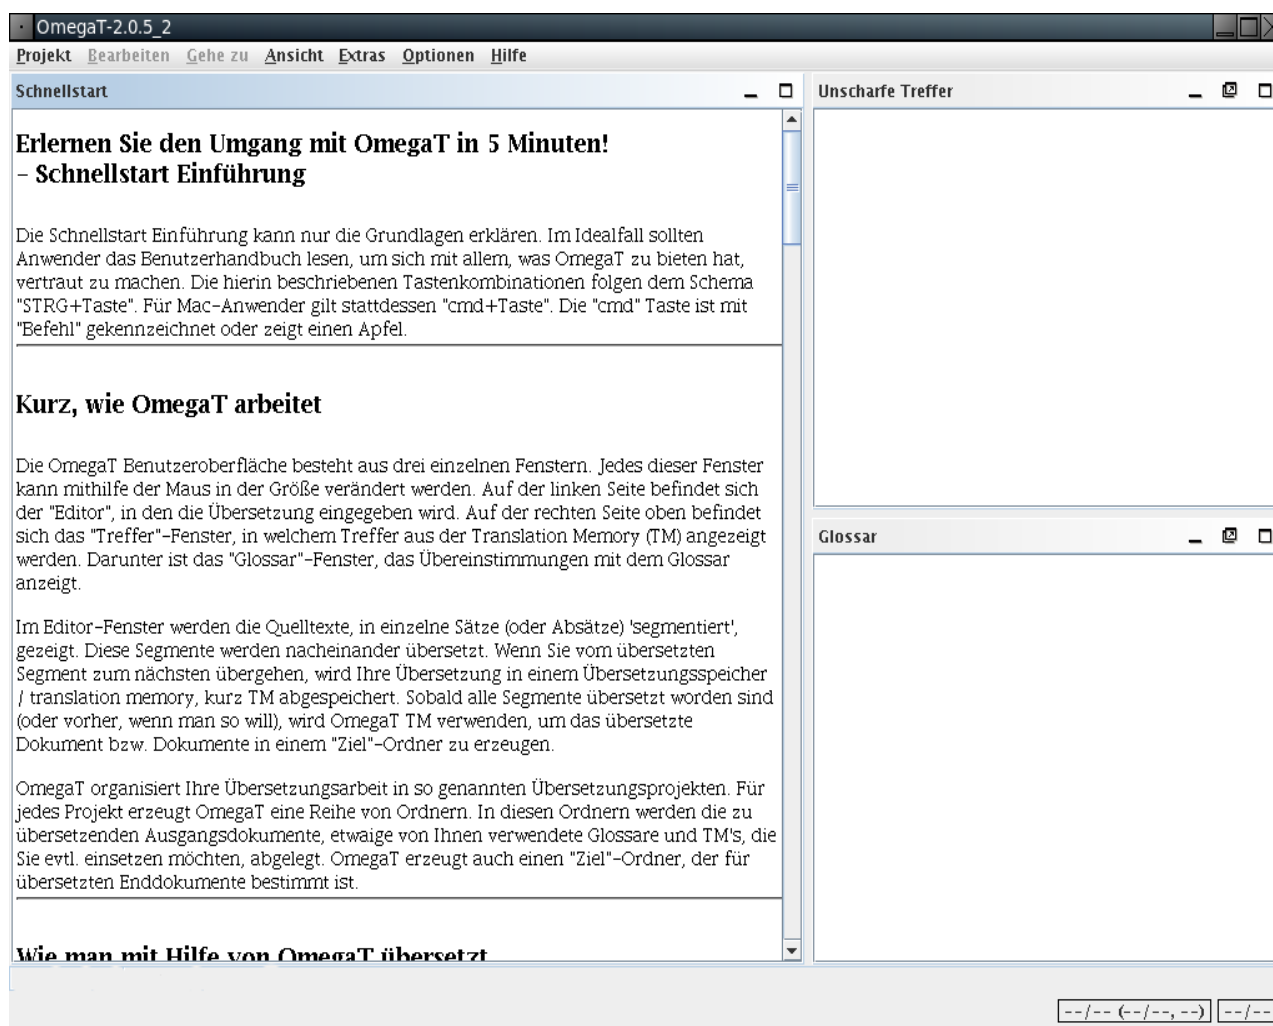 OmegaT-2.0.5_2
Projekt Bearbeiten Gehe zu Ansicht Extras Optionen Hilfe
Schnellstart
Erlernen Sie den Umgang mit OmegaT in 5 Minuten!
- Schnellstart Einführung
Die Schnellstart Einführung kann nur die Grundlagen erklären. Im Idealfall sollten
Anwender das Benutzerhandbuch lesen, um sich mit allem, was OmegaT zu bieten hat,
vertraut zu machen. Die hierin beschriebenen Tastenkombinationen folgen dem Schema
"STRG+Taste". Für Mac-Anwender gilt stattdessen "cmd+Taste". Die "cmd" Taste ist mit
"Befehl" gekennzeichnet oder zeigt einen Apfel.
Kurz, wie OmegaT arbeitet
Die OmegaT Benutzeroberfläche besteht aus drei einzelnen Fenstern. Jedes dieser Fenster
kann mithilfe der Maus in der Größe verändert werden. Auf der linken Seite befindet sich
der "Editor", in den die Übersetzung eingegeben wird. Auf der rechten Seite oben befindet
sich das "Treffer"-Fenster, in welchem Treffer aus der Translation Memory (TM) angezeigt
werden. Darunter ist das "Glossar"-Fenster, das Übereinstimmungen mit dem Glossar
anzeigt.
Im Editor-Fenster werden die Quelltexte, in einzelne Sätze (oder Absätze) 'segmentiert',
gezeigt. Diese Segmente werden nacheinander übersetzt. Wenn Sie vom übersetzten
Segment zum nächsten übergehen, wird Ihre Übersetzung in einem Übersetzungsspeicher
/ translation memory, kurz TM abgespeichert. Sobald alle Segmente übersetzt worden sind
(oder vorher, wenn man so will), wird OmegaT TM verwenden, um das übersetzte
Dokument bzw. Dokumente in einem "Ziel"-Ordner zu erzeugen.
OmegaT organisiert Ihre Übersetzungsarbeit in so genannten Übersetzungsprojekten. Für
jedes Projekt erzeugt OmegaT eine Reihe von Ordnern. In diesen Ordnern werden die zu
übersetzenden Ausgangsdokumente, etwaige von Ihnen verwendete Glossare und TM's, die
Sie evtl. einsetzen möchten, abgelegt. OmegaT erzeugt auch einen "Ziel"-Ordner, der für
übersetzten Enddokumente bestimmt ist.
Wie man mit Hilfe von OmegaT übersetzt
Unscharfe Treffer
Glossar
--/-- (--/--, --) --/--